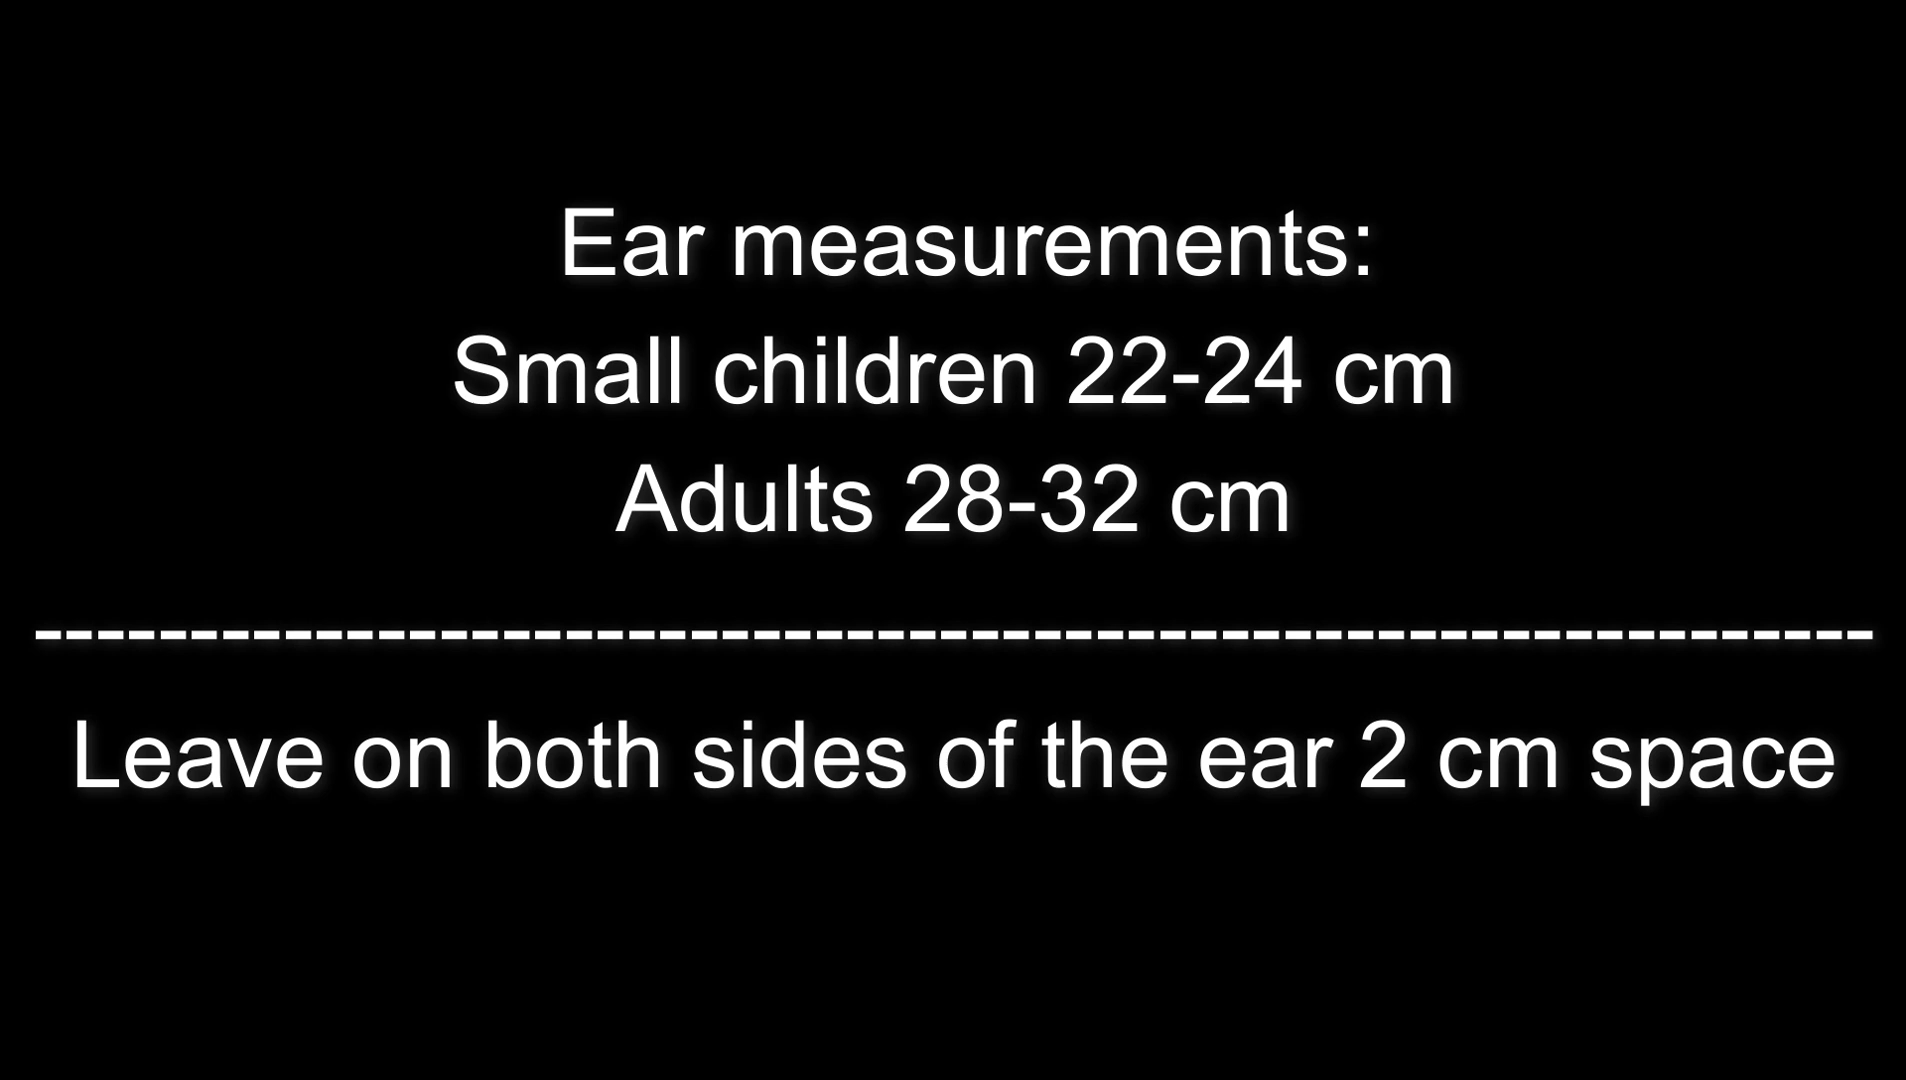 Ear measurements:
Small children 22-24 cm
Adults 28-32 cm
-----------------------------------------------------------
Leave on both sides of the ear 2 cm space